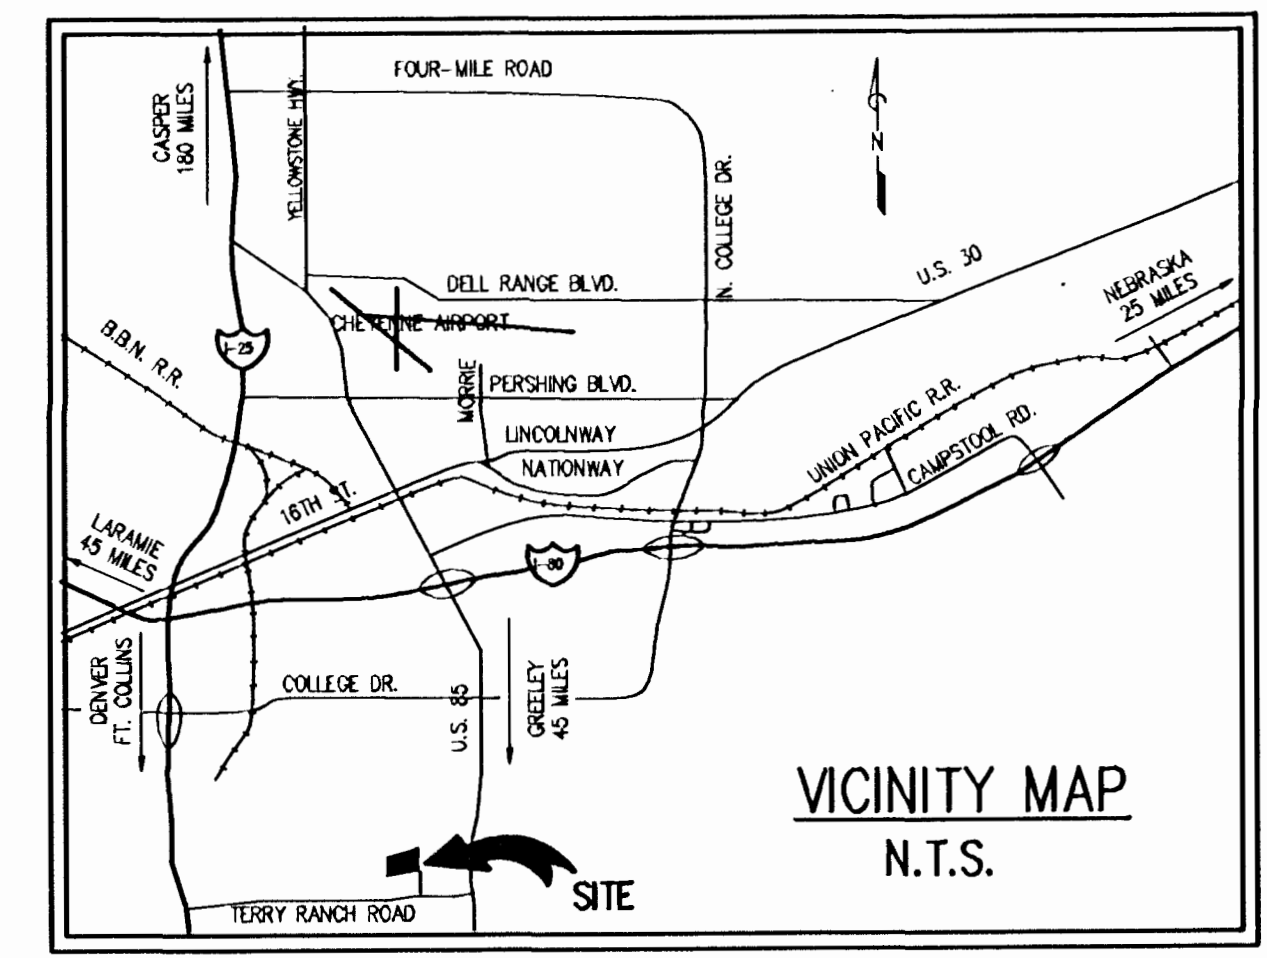 FOUR-MILE ROAD
CASPER
180 MILES
YELLOWSTONE HWY.
N
N. COLLEGE DR.
U.S. 30
NEBRASKA
25 MILES
DELL RANGE BLVD.
CHEYENNE AIRPORT
B.B.N. R.R.
I-25
MORRIE
PERSHING BLVD.
LINCOLNWAY
NATIONWAY
UNION PACIFIC R.R.
CAMPSTOOL RD.
16TH ST.
LARAMIE
45 MILES
I-80
DENVER
FT. COLLINS
COLLEGE DR.
U.S. 85
GREELEY
45 MILES
VICINITY MAP
N.T.S.
SITE
TERRY RANCH ROAD